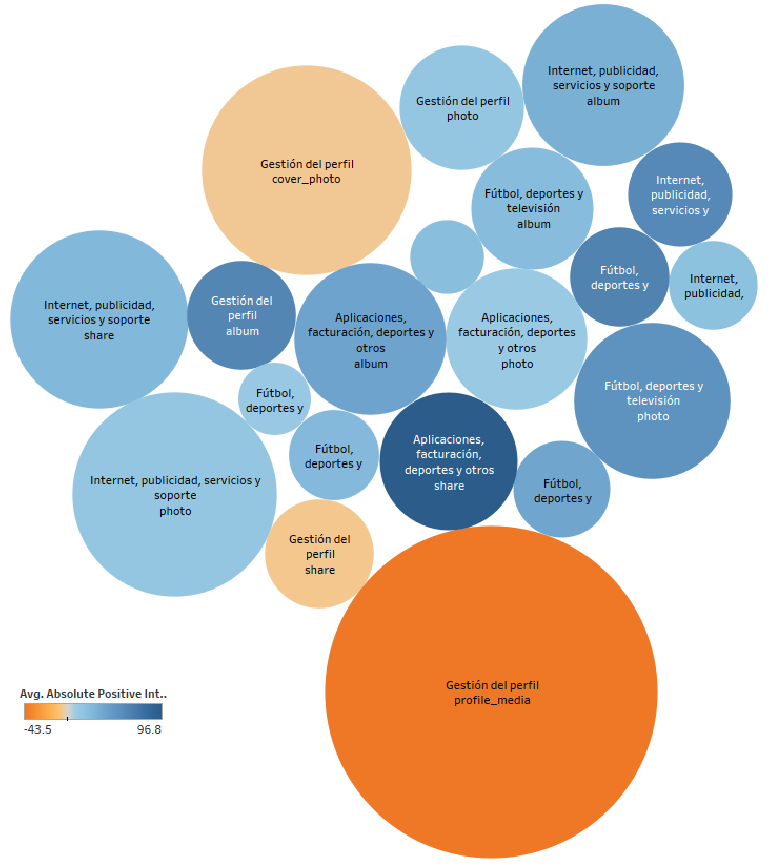 Internet, publicidad,
servicios y soporte
album
Gestión del perfil
photo
Gestión del perfil
cover_photo
Fútbol, deportes y
televisión
album
Internet,
publicidad,
servicios y
Fútbol,
deportes y
Internet,
publicidad,
Internet, publicidad,
servicios y soporte
share
Gestión del
perfil
album
Aplicaciones,
facturación, deportes y
otros
album
Aplicaciones,
facturación, deportes
y otros
photo
Fútbol, deportes y
televisión
photo
Fútbol,
deportes y
Fútbol,
deportes y
Aplicaciones,
facturación,
deportes y otros
share
Fútbol,
deportes y
Internet, publicidad, servicios y
soporte
photo
Gestión del
perfil
share
Gestión del perfil
profile_media
Avg. Absolute Positive Int..
-43.5 96.8